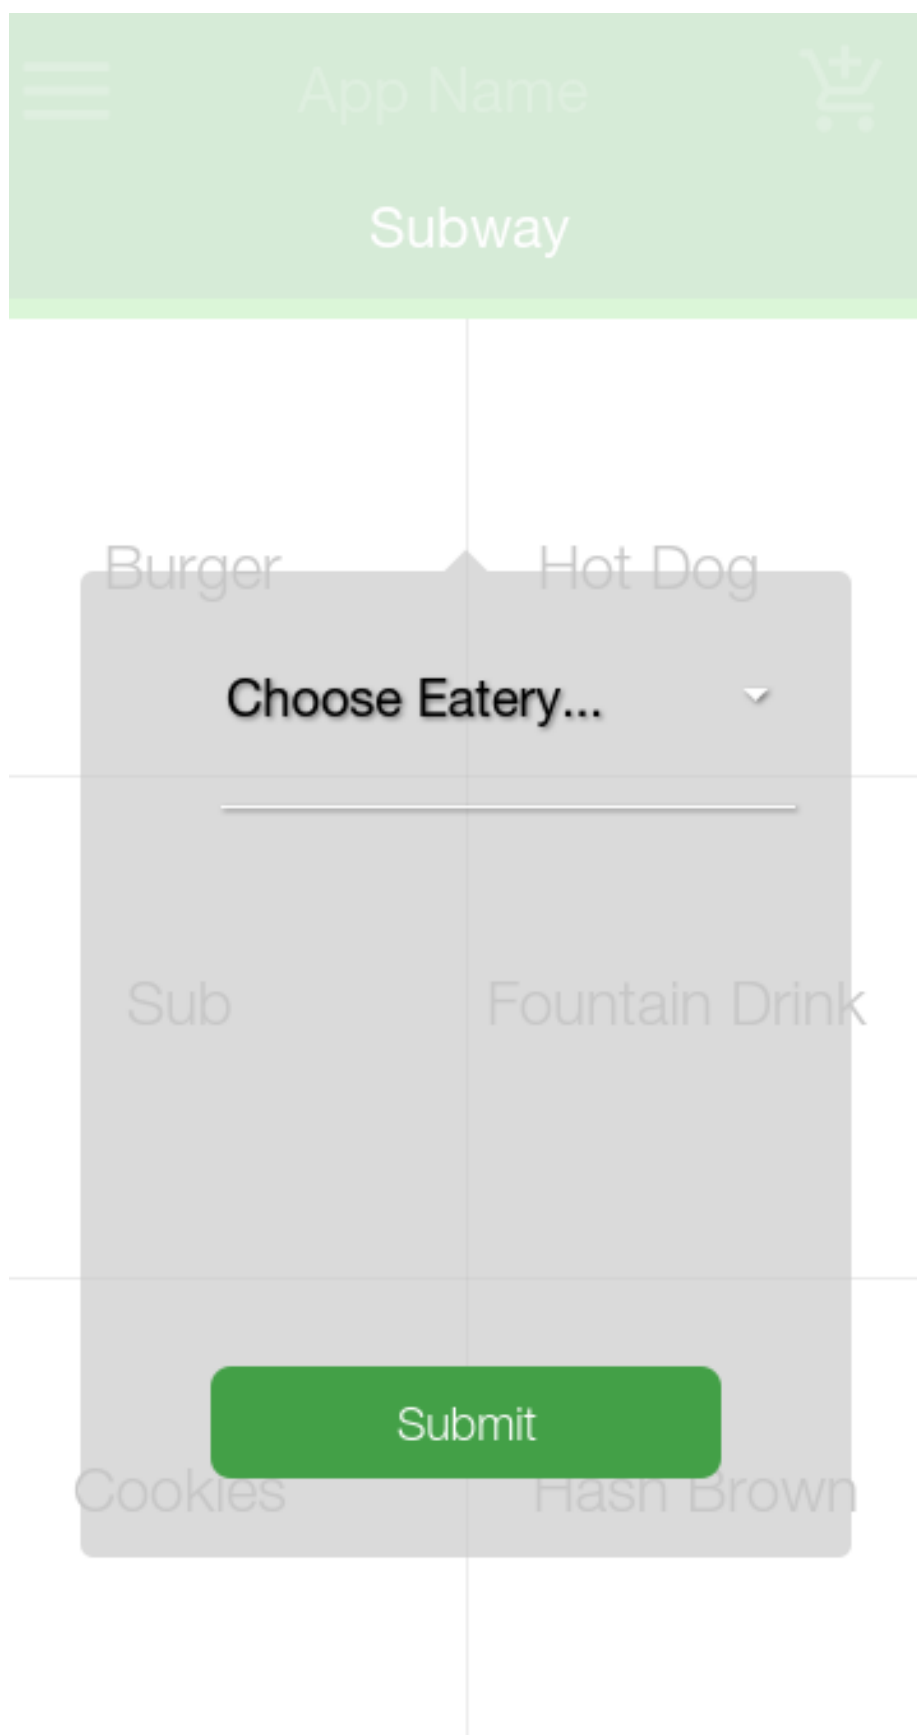 App Name
Subway
Burger Hot Dog
Choose Eatery...
Sub Fountain Drink
Submit
Cookies Hash Brown